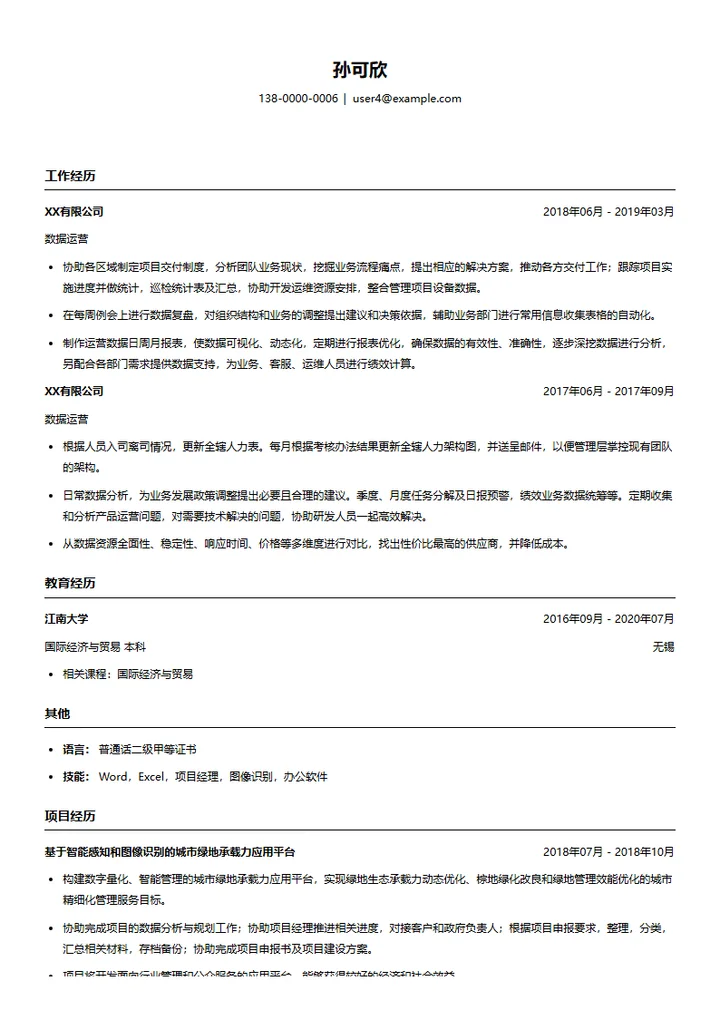 孙可欣
138-0000-0006 | user4@example.com
工作经历
XX有限公司 2018年06月 - 2019年03月
数据运营
• 协助各区域制定项目交付制度，分析团队业务现状，挖掘业务流程痛点，提出相应的解决方案，推动各方交付工作；跟踪项目实
施进度并做统计，巡检统计表及汇总，协助开发运维资源安排，整合管理项目设备数据。
• 在每周例会上进行数据复盘，对组织结构和业务的调整提出建议和决策依据，辅助业务部门进行常用信息收集表格的自动化。
• 制作运营数据日周月报表，使数据可视化、动态化，定期进行报表优化，确保数据的有效性、准确性，逐步深挖数据进行分析，
另配合各部门需求提供数据支持，为业务、客服、运维人员进行绩效计算。
XX有限公司 2017年06月 - 2017年09月
数据运营
• 根据人员入司离司情况，更新全辖人力表。每月根据考核办法结果更新全辖人力架构图，并送呈邮件，以便管理层掌控现有团队
的架构。
• 日常数据分析，为业务发展政策调整提出必要且合理的建议。季度、月度任务分解及日报预警，绩效业务数据统筹等。定期收集
和分析产品运营问题，对需要技术解决的问题，协助研发人员一起高效解决。
• 从数据资源全面性、稳定性、响应时间、价格等多维度进行对比，找出性价比最高的供应商，并降低成本。
教育经历
江南大学 2016年09月 - 2020年07月
国际经济与贸易 本科 无锡
• 相关课程：国际经济与贸易
其他
• 语言： 普通话二级甲等证书
• 技能： Word，Excel，项目经理，图像识别，办公软件
项目经历
基于智能感知和图像识别的城市绿地承载力应用平台 2018年07月 - 2018年10月
• 构建数字量化、智能管理的城市绿地承载力应用平台，实现绿地生态承载力动态优化、棕地绿化改良和绿地管理效能优化的城市
精细化管理服务目标。
• 协助完成项目的数据分析与规划工作；协助项目经理推进相关进度，对接客户和政府负责人；根据项目申报要求，整理，分类，
汇总相关材料，存档备份；协助完成项目申报书及项目建设方案。
• 项目将开发面向行业管理和公众服务的应用平台，能够获得较好的经济和社会效益